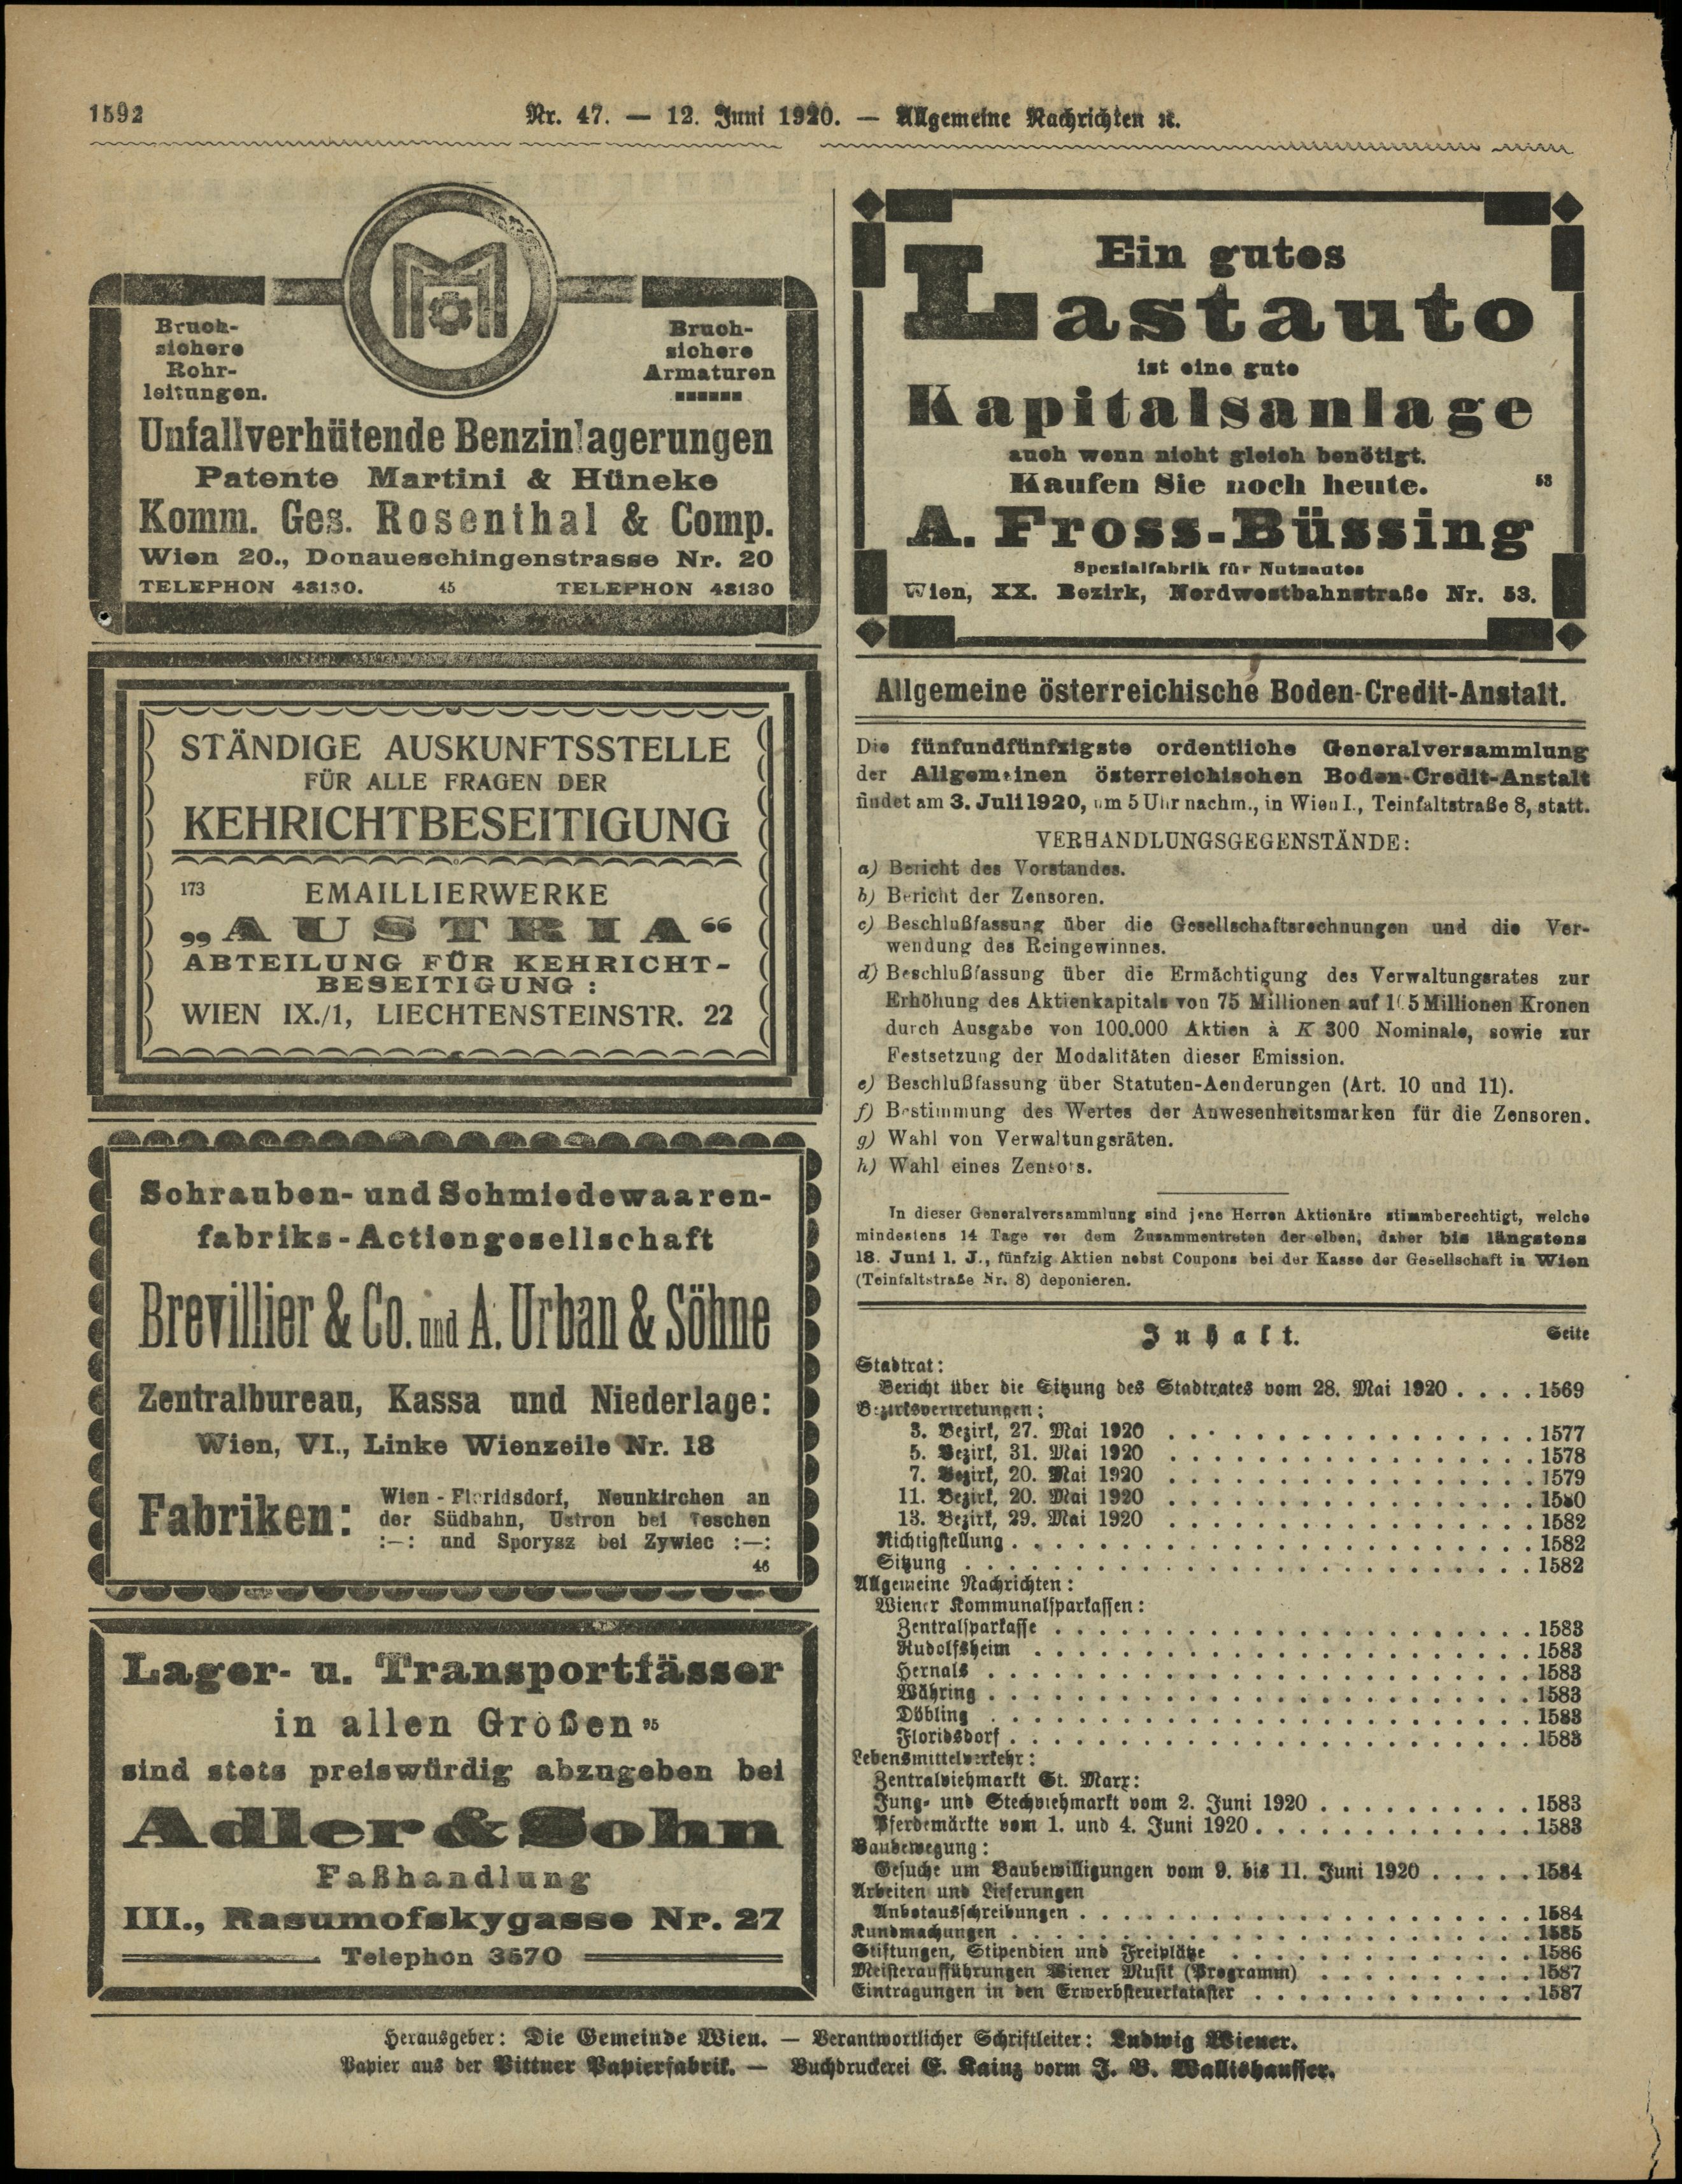 1592
Nr. 47. — 12. Juni 1920. — Allgemeine Nachrichten ꝛc.
Bruch-
sichere
Rohr-
leitungen.
Bruch-
sichere
Armaturen
Unfallverhütende Benzinlagerungen
Patente Martini & Hüneke
Komm. Ges. Rosenthal & Comp.
Wien 20., Donaueschingenstrasse Nr. 20
TELEPHON 48130. 45 TELEPHON 48130
STÄNDIGE AUSKUNFTSSTELLE
FÜR ALLE FRAGEN DER
KEHRICHTBESEITIGUNG
173 EMAILLIERWERKE
„AUSTRIA“
ABTEILUNG FÜR KEHRICHT-
BESEITIGUNG :
WIEN IX./1, LIECHTENSTEINSTR. 22
Schrauben- und Schmiedewaaren-
fabriks-Actiengesellschaft
Brevillier & Co. und A. Urban & Söhne
Zentralbureau, Kassa und Niederlage:
Wien, VI., Linke Wienzeile Nr. 18
Fabriken:
Wien - Floridsdorf, Neunkirchen an
der Südbahn, Ustron bei Teschen
:—: und Sporysz bei Zywiec :—:
46
Lager- u. Transportfässer
in allen Größen 95
sind stets preiswürdig abzugeben bei
Adler & Sohn
Faßhandlung
III., Rasumofskygasse Nr. 27
Telephon 3570
Ein gutes
Lastauto
ist eine gute
Kapitalsanlage
auch wenn nicht gleich benötigt.
Kaufen Sie noch heute. 53
A. Fross-Büssing
Spezialfabrik für Nutzautos
Wien, XX. Bezirk, Nordwestbahnstraße Nr. 53.
Allgemeine österreichische Boden-Credit-Anstalt.
Die fünfundfünfzigste ordentliche Generalversammlung
der Allgemeinen österreichischen Boden-Credit-Anstalt
findet am 3. Juli 1920, um 5 Uhr nachm., in Wien I., Teinfaltstraße 8, statt.
VERHANDLUNGSGEGENSTÄNDE:
a) Bericht des Vorstandes.
b) Bericht der Zensoren.
c) Beschlußfassung über die Gesellschaftsrechnungen und die Ver-
wendung des Reingewinnes.
d) Beschlußfassung über die Ermächtigung des Verwaltungsrates zur
Erhöhung des Aktienkapitals von 75 Millionen auf 105 Millionen Kronen
durch Ausgabe von 100.000 Aktien à K 300 Nominale, sowie zur
Festsetzung der Modalitäten dieser Emission.
e) Beschlußfassung über Statuten-Aenderungen (Art. 10 und 11).
f) Bestimmung des Wertes der Anwesenheitsmarken für die Zensoren.
g) Wahl von Verwaltungsräten.
h) Wahl eines Zensors.
In dieser Generalversammlung sind jene Herren Aktionäre stimmberechtigt, welche
mindestens 14 Tage vor dem Zusammentreten derselben, daher bis längstens
18. Juni l. J., fünfzig Aktien nebst Coupons bei der Kasse der Gesellschaft in Wien
(Teinfaltstraße Nr. 8) deponieren.
Inhalt. Seite
Stadtrat:
Bericht über die Sitzung des Stadtrates vom 28. Mai 1920 . . . . 1569
Bezirksvertretungen:
3. Bezirk, 27. Mai 1920 . . . . 1577
5. Bezirk, 31. Mai 1920 . . . . 1578
7. Bezirk, 20. Mai 1920 . . . . 1579
11. Bezirk, 20. Mai 1920 . . . . 1580
13. Bezirk, 29. Mai 1920 . . . . 1582
Richtigstellung . . . . 1582
Sitzung . . . . 1582
Allgemeine Nachrichten:
Wiener Kommunalsparkassen:
Zentralsparkasse . . . . 1583
Rudolfsheim . . . . 1583
Hernals . . . . 1583
Währing . . . . 1583
Döbling . . . . 1583
Floridsdorf . . . . 1583
Lebensmittelverkehr:
Zentralviehmarkt St. Marx:
Jung- und Stechviehmarkt vom 2. Juni 1920 . . . . 1583
Pferdemärkte vom 1. und 4. Juni 1920 . . . . 1583
Baubewegung:
Gesuche um Baubewilligungen vom 9. bis 11. Juni 1920 . . . . 1584
Arbeiten und Lieferungen
Anbotausschreibungen . . . . 1584
Kundmachungen . . . . 1585
Stiftungen, Stipendien und Freiplätze . . . . 1586
Meisteraufführungen Wiener Musik (Programm) . . . . 1587
Eintragungen in den Erwerbsteuerkataster . . . . 1587
Herausgeber: Die Gemeinde Wien. — Verantwortlicher Schriftleiter: Ludwig Wiener.
Papier aus der Pittner Papierfabrik. — Buchdruckerei E. Kainz vorm J. B. Wallishausser.